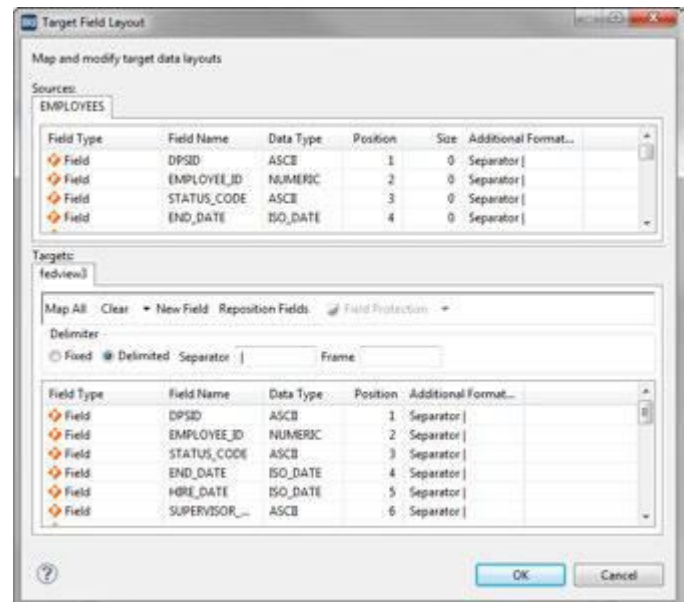 Target Field Layout
Map and modify target data layouts
Sources:
EMPLOYEES
Field Type Field Name Data Type Position Size Additional Format...
Field DPSID ASCII 1 0 Separator |
Field EMPLOYEE_ID NUMERIC 2 0 Separator |
Field STATUS_CODE ASCII 3 0 Separator |
Field END_DATE ISO_DATE 4 0 Separator |
Targets:
fedview3
Map All Clear New Field Reposition Fields Field Protection
Delimiter
Fixed Delimited Separator | Frame
Field Type Field Name Data Type Position Additional Format...
Field DPSID ASCII 1 Separator |
Field EMPLOYEE_ID NUMERIC 2 Separator |
Field STATUS_CODE ASCII 3 Separator |
Field END_DATE ISO_DATE 4 Separator |
Field HIRE_DATE ISO_DATE 5 Separator |
Field SUPERVISOR_... ASCII 6 Separator |
? OK Cancel